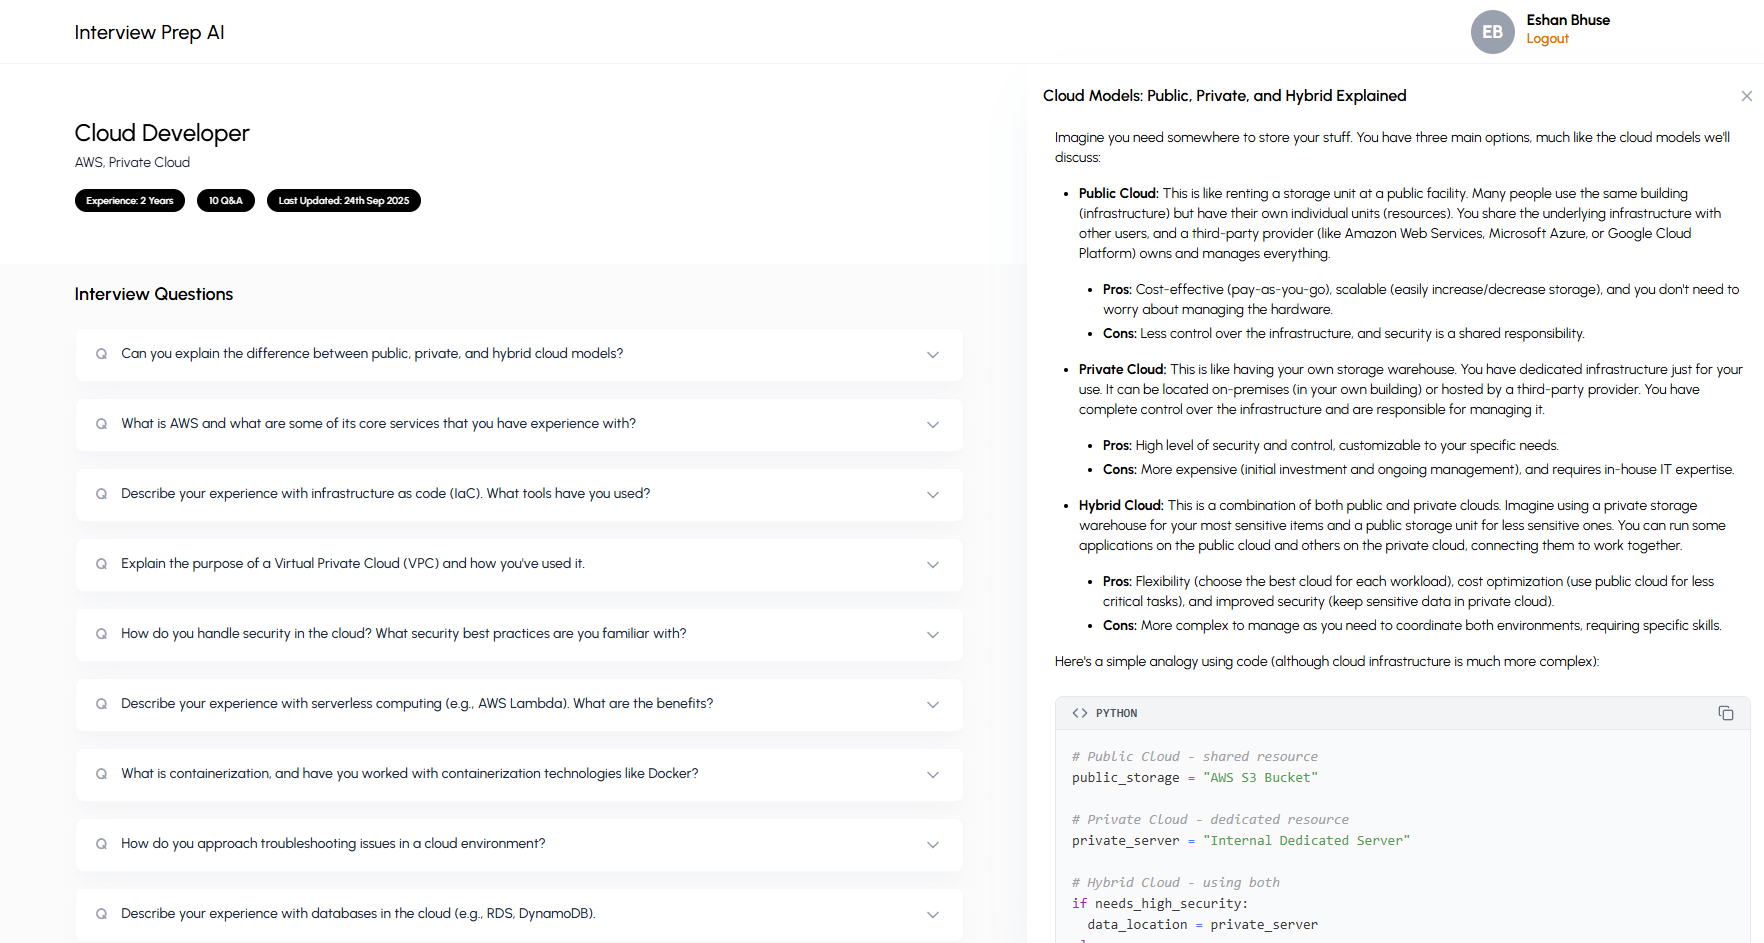 Interview Prep AI
EB
Eshan Bhuse
Logout
Cloud Developer
AWS, Private Cloud
Experience: 2 Years
10 Q&A
Last Updated: 24th Sep 2025
Interview Questions
Q Can you explain the difference between public, private, and hybrid cloud models?
Q What is AWS and what are some of its core services that you have experience with?
Q Describe your experience with infrastructure as code (IaC). What tools have you used?
Q Explain the purpose of a Virtual Private Cloud (VPC) and how you've used it.
Q How do you handle security in the cloud? What security best practices are you familiar with?
Q Describe your experience with serverless computing (e.g., AWS Lambda). What are the benefits?
Q What is containerization, and have you worked with containerization technologies like Docker?
Q How do you approach troubleshooting issues in a cloud environment?
Q Describe your experience with databases in the cloud (e.g., RDS, DynamoDB).
Cloud Models: Public, Private, and Hybrid Explained
Imagine you need somewhere to store your stuff. You have three main options, much like the cloud models we'll
discuss:
• Public Cloud: This is like renting a storage unit at a public facility. Many people use the same building
(infrastructure) but have their own individual units (resources). You share the underlying infrastructure with
other users, and a third-party provider (like Amazon Web Services, Microsoft Azure, or Google Cloud
Platform) owns and manages everything.
• Pros: Cost-effective (pay-as-you-go), scalable (easily increase/decrease storage), and you don't need to
worry about managing the hardware.
• Cons: Less control over the infrastructure, and security is a shared responsibility.
• Private Cloud: This is like having your own storage warehouse. You have dedicated infrastructure just for your
use. It can be located on-premises (in your own building) or hosted by a third-party provider. You have
complete control over the infrastructure and are responsible for managing it.
• Pros: High level of security and control, customizable to your specific needs.
• Cons: More expensive (initial investment and ongoing management), and requires in-house IT expertise.
• Hybrid Cloud: This is a combination of both public and private clouds. Imagine using a private storage
warehouse for your most sensitive items and a public storage unit for less sensitive ones. You can run some
applications on the public cloud and others on the private cloud, connecting them to work together.
• Pros: Flexibility (choose the best cloud for each workload), cost optimization (use public cloud for less
critical tasks), and improved security (keep sensitive data in private cloud).
• Cons: More complex to manage as you need to coordinate both environments, requiring specific skills.
Here's a simple analogy using code (although cloud infrastructure is much more complex):
<> PYTHON
# Public Cloud - shared resource
public_storage = "AWS S3 Bucket"
# Private Cloud - dedicated resource
private_server = "Internal Dedicated Server"
# Hybrid Cloud - using both
if needs_high_security:
data_location = private_server